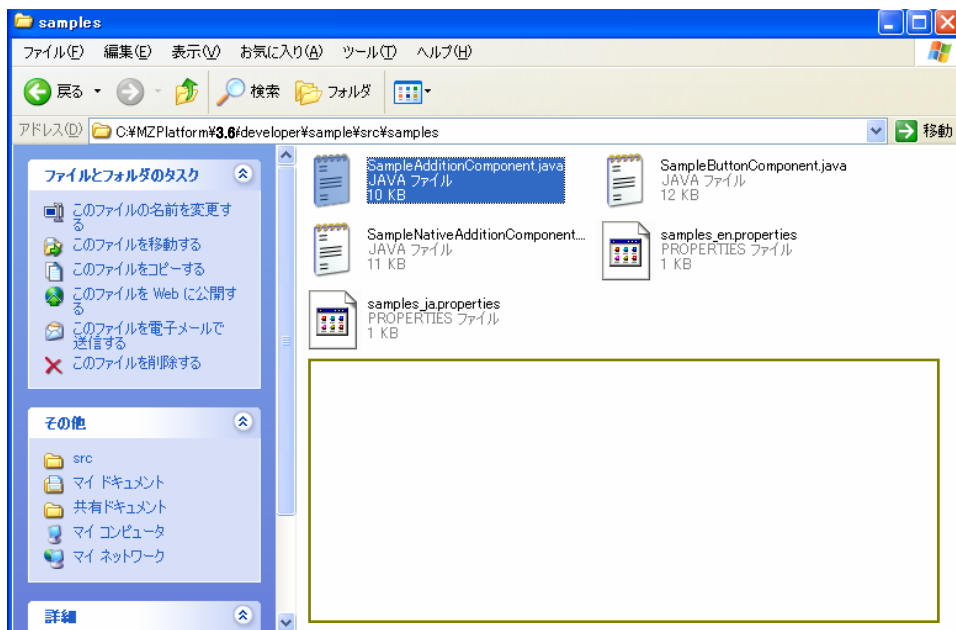 samples
ファイル(F) 編集(E) 表示(V) お気に入り(A) ツール(T) ヘルプ(H)
戻る 検索 フォルダ
アドレス(D) C:¥MZPlatform¥3.6¥developer¥sample¥src¥samples 移動
ファイルとフォルダのタスク
このファイルの名前を変更す
る
このファイルを移動する
このファイルをコピーする
このファイルを Web に公開す
る
このファイルを電子メールで
送信する
このファイルを削除する
その他
src
マイ ドキュメント
共有ドキュメント
マイ コンピュータ
マイ ネットワーク
詳細
SampleAdditionComponent.java
JAVA ファイル
10 KB
SampleButtonComponent.java
JAVA ファイル
12 KB
SampleNativeAdditionComponent...
JAVA ファイル
11 KB
samples_en.properties
PROPERTIES ファイル
1 KB
samples_ja.properties
PROPERTIES ファイル
1 KB